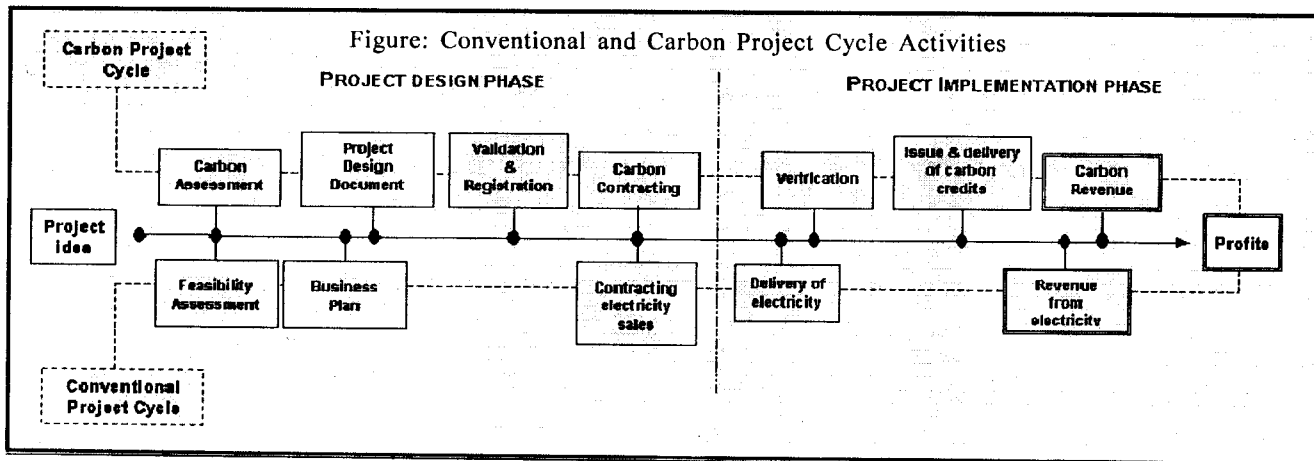 Figure: Conventional and Carbon Project Cycle Activities
Carbon Project
Cycle
PROJECT DESIGN PHASE
PROJECT IMPLEMENTATION PHASE
Carbon
Assessment
Project
Design
Document
Validation
&
Registration
Carbon
Contracting
Verification
Issue & delivery
of carbon
credits
Carbon
Revenue
Project
idea
Profits
Feasibility
Assessment
Business
Plan
Contracting
electricity
sales
Delivery of
electricity
Revenue
from
electricity
Conventional
Project Cycle